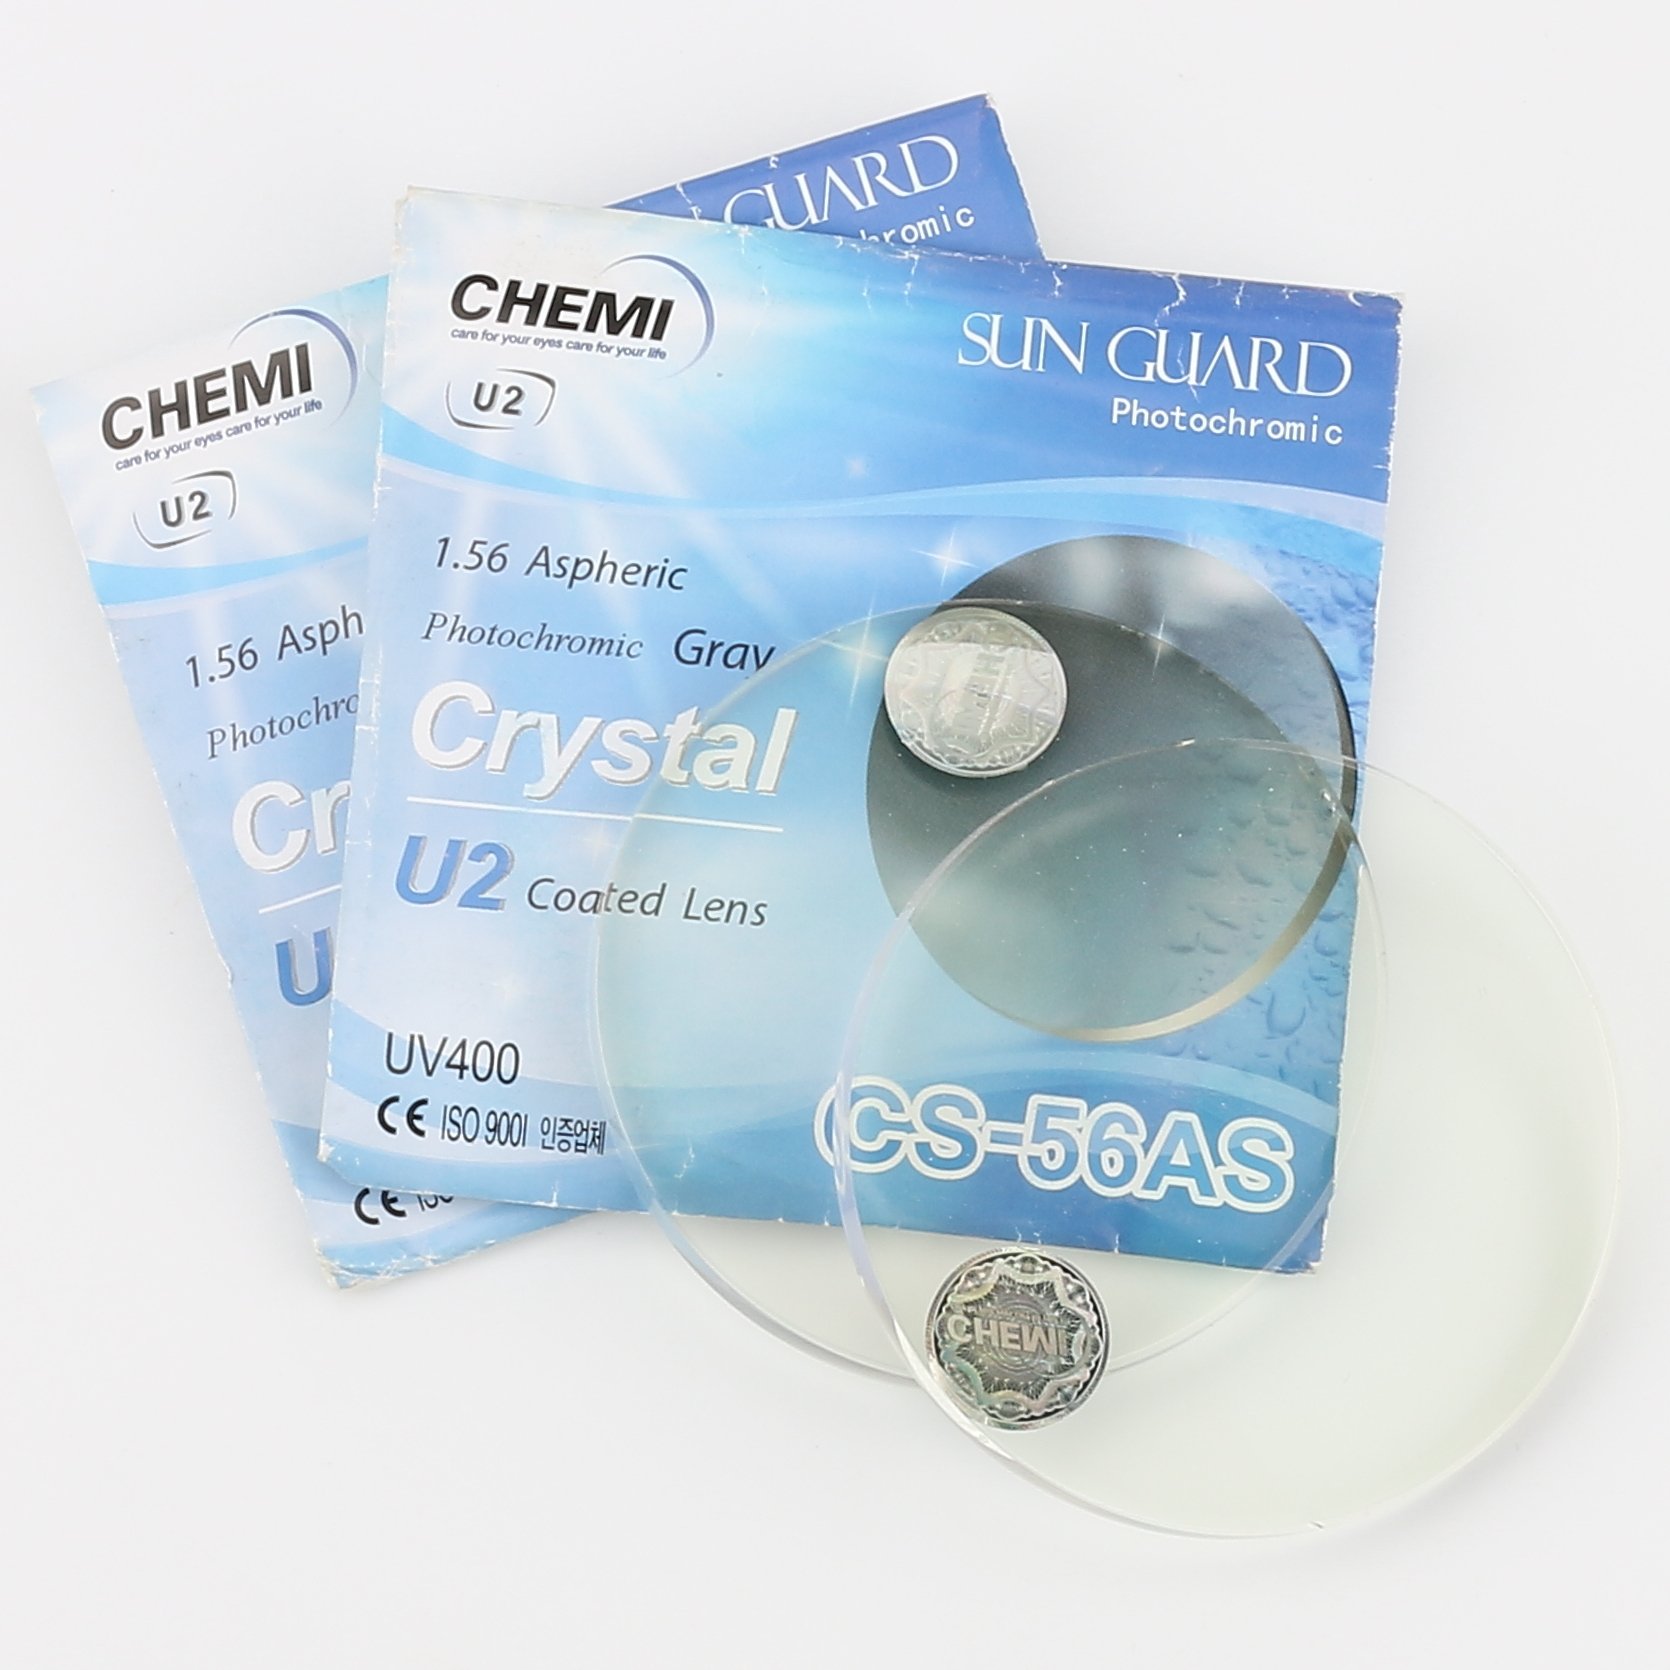 GUARD
chromic
CHEMI
care for your eyes care for your life
U2
SUN GUARD
Photochromic
1.56 Aspheric
Photochromic Gray
Crystal
U2 Coated Lens
UV400
CE ISO 9001 인증업체
CS-56AS
CHEMI
care for your eyes care for your life
U2
1.56 Asph
Photochro
Cr
U
CE ISO
CHEMI